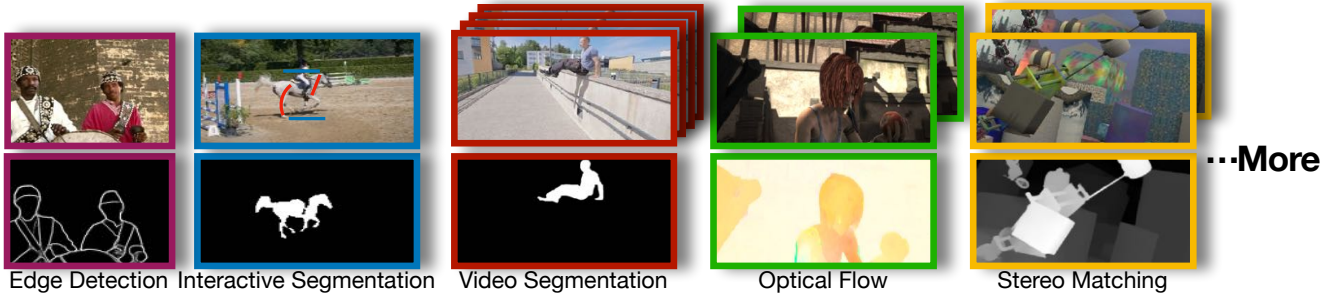 ···More
Edge Detection
Interactive Segmentation
Video Segmentation
Optical Flow
Stereo Matching